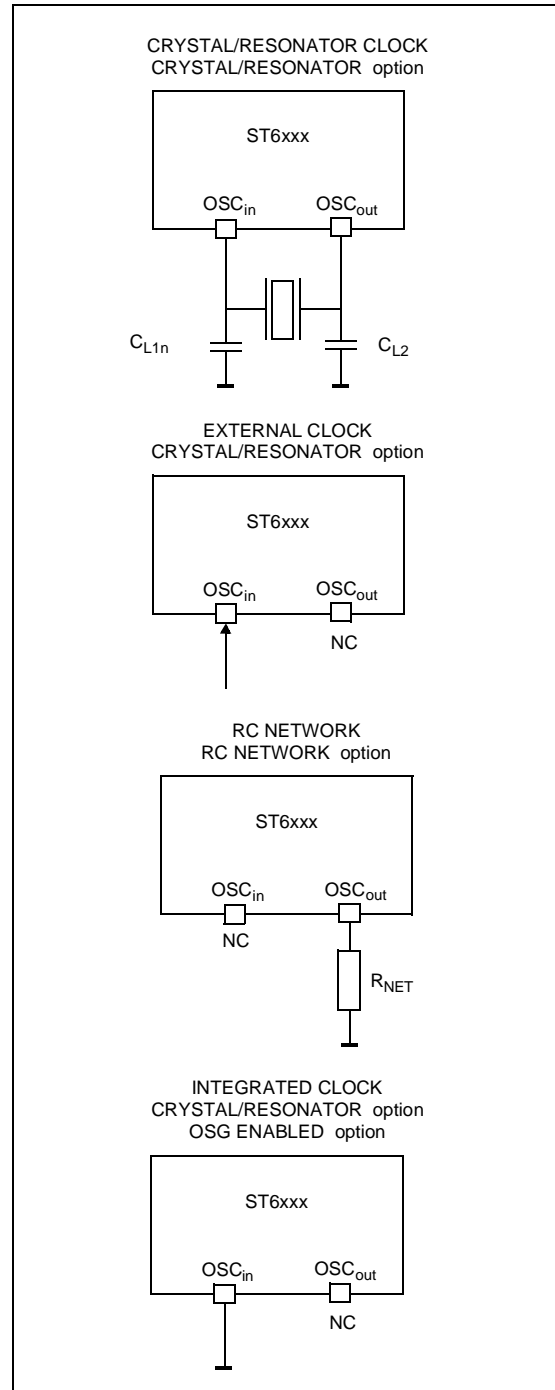 CRYSTAL/RESONATOR CLOCK
CRYSTAL/RESONATOR option
ST6xxx
OSCin OSCout
CL1n CL2
EXTERNAL CLOCK
CRYSTAL/RESONATOR option
ST6xxx
OSCin OSCout
NC
RC NETWORK
RC NETWORK option
ST6xxx
OSCin OSCout
NC
RNET
INTEGRATED CLOCK
CRYSTAL/RESONATOR option
OSG ENABLED option
ST6xxx
OSCin OSCout
NC